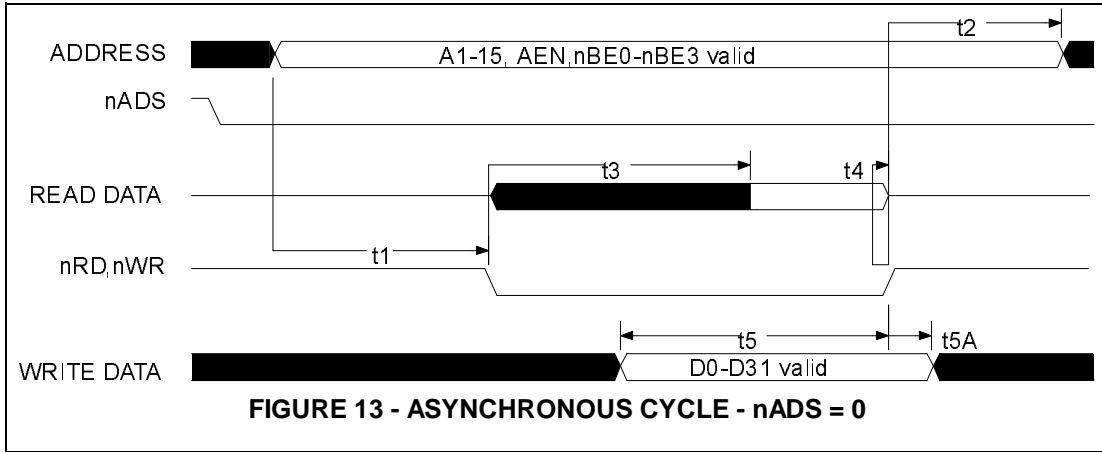 t2
ADDRESS A1-15, AEN,nBE0-nBE3 valid
nADS
t3 t4
READ DATA
t1
nRD,nWR
t5 t5A
WRITE DATA D0-D31 valid
FIGURE 13 - ASYNCHRONOUS CYCLE - nADS = 0